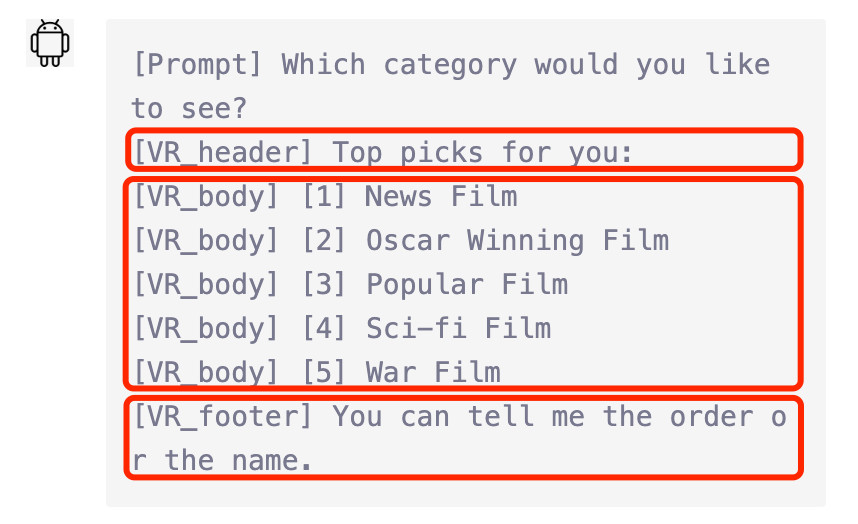 [Prompt] Which category would you like
to see?
[VR_header] Top picks for you:
[VR_body] [1] News Film
[VR_body] [2] Oscar Winning Film
[VR_body] [3] Popular Film
[VR_body] [4] Sci-fi Film
[VR_body] [5] War Film
[VR_footer] You can tell me the order o
r the name.